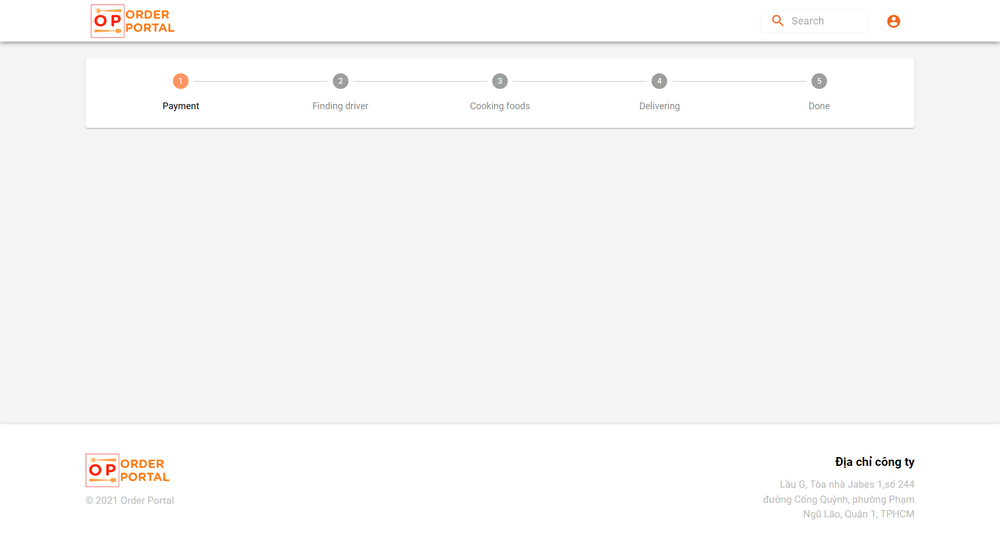 OP ORDER
PORTAL
Search
1
2
3
4
5
Payment
Finding driver
Cooking foods
Delivering
Done
OP ORDER
PORTAL
© 2021 Order Portal
Địa chỉ công ty
Lầu G, Tòa nhà Jabes 1,số 244
đường Cống Quỳnh, phường Phạm
Ngũ Lão, Quận 1, TPHCM